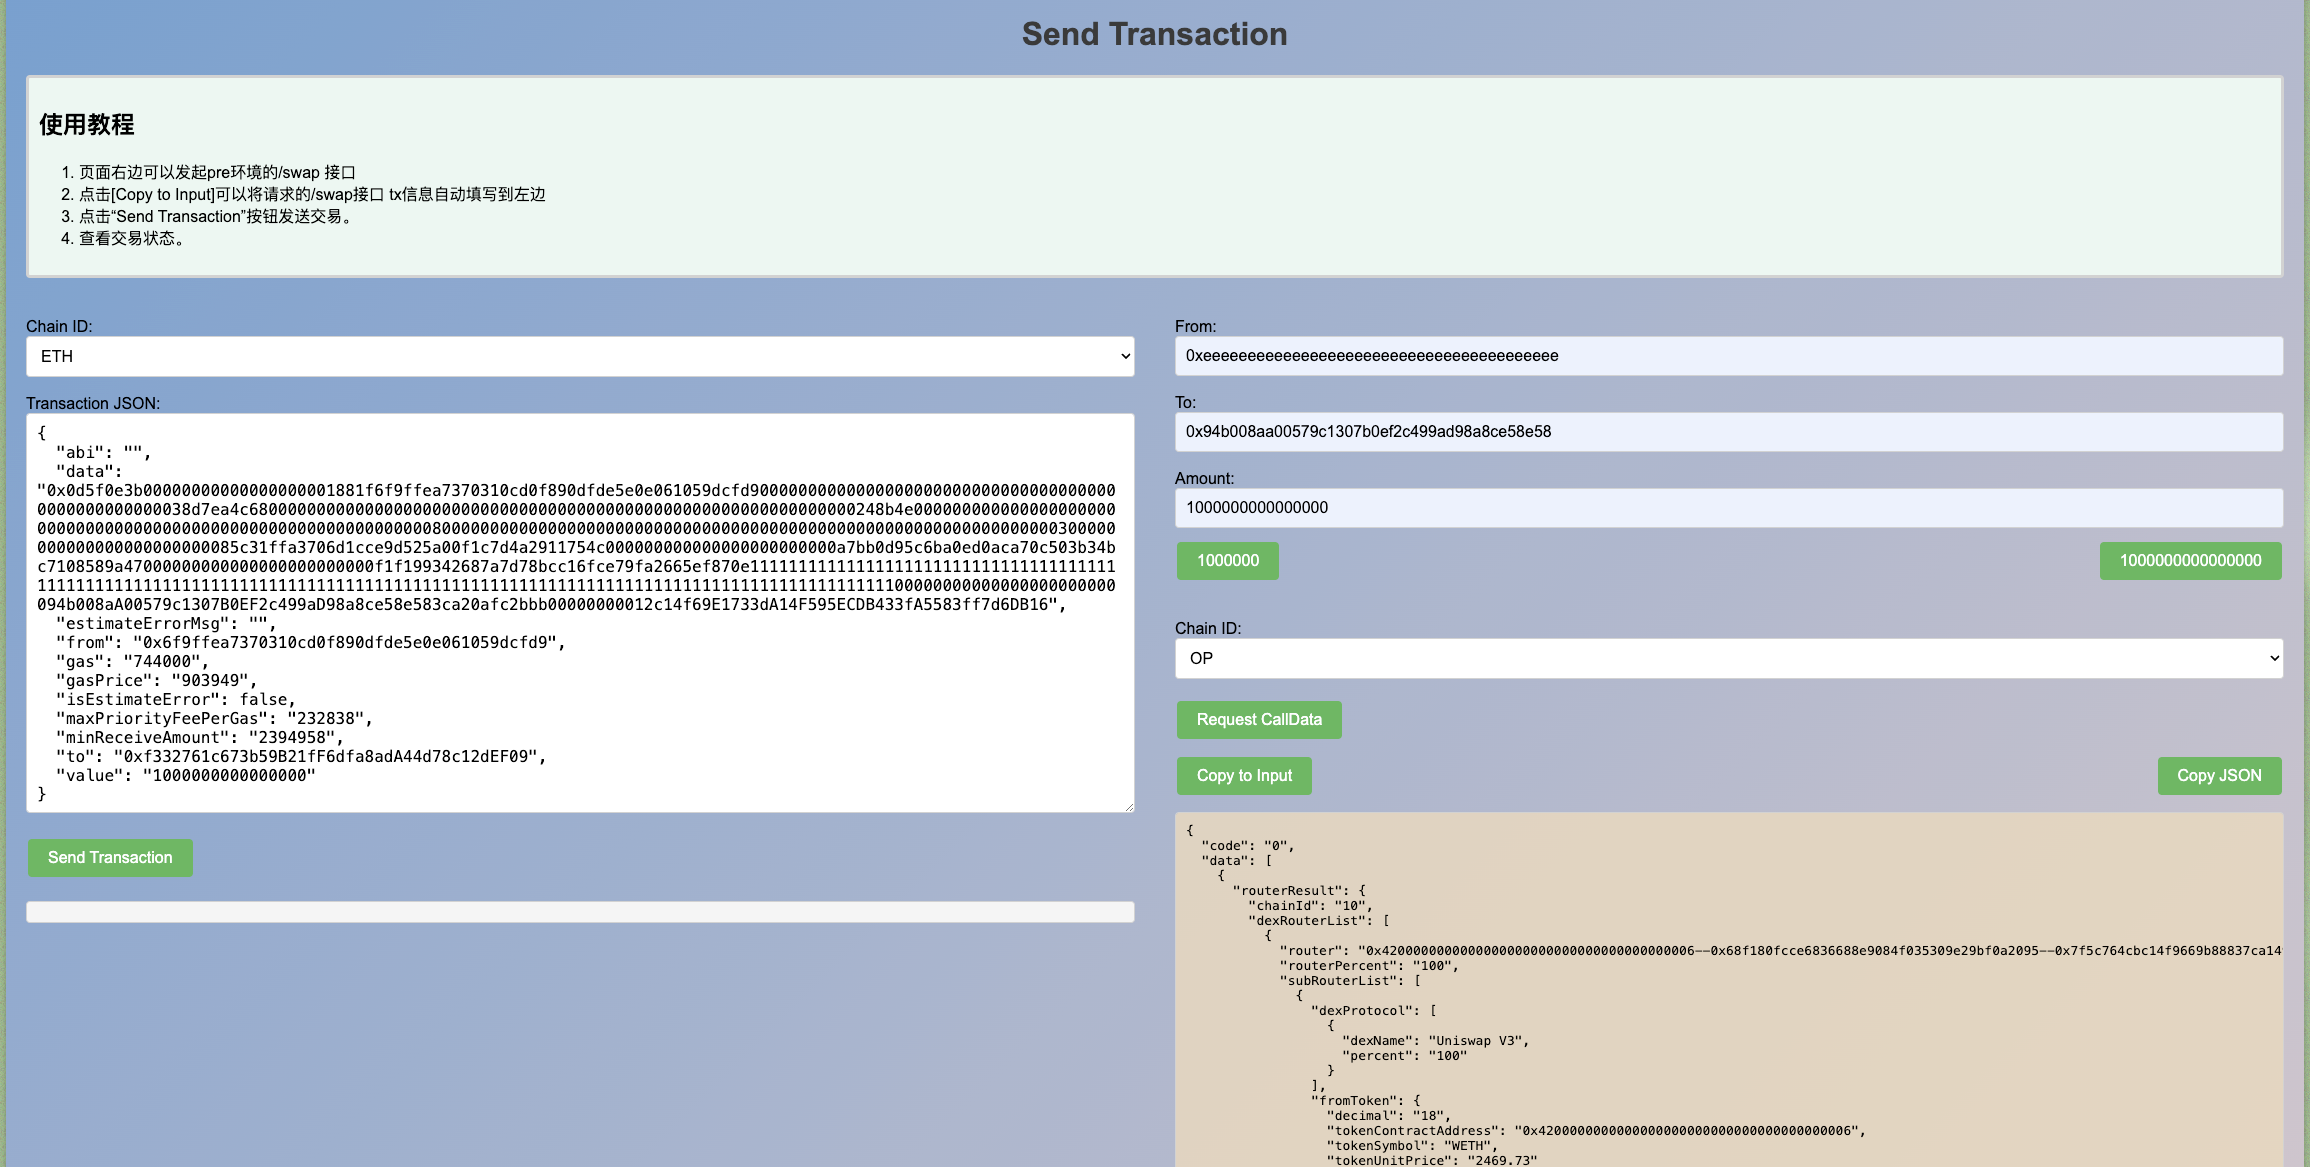 Send Transaction
使用教程
1. 页面右边可以发起pre环境的/swap 接口
2. 点击[Copy to Input]可以将请求的/swap接口 tx信息自动填写到左边
3. 点击“Send Transaction”按钮发送交易。
4. 查看交易状态。
Chain ID:
ETH
Transaction JSON:
{
"abi": "",
"data":
"estimateErrorMsg": "",
"from": "0x6f9ffea7370310cd0f890dfde5e0e061059dcfd9",
"gas": "744000",
"gasPrice": "903949",
"isEstimateError": false,
"maxPriorityFeePerGas": "232838",
"minReceiveAmount": "2394958",
"to": "0xf332761c673b59B21fF6dfa8adA44d78c12dEF09",
"value": "1000000000000000"
}
Send Transaction
From:
0xeeeeeeeeeeeeeeeeeeeeeeeeeeeeeeeeeeeeeeee
To:
0x94b008aa00579c1307b0ef2c499ad98a8ce58e58
Amount:
1000000000000000
1000000
1000000000000000
Chain ID:
OP
Request CallData
Copy to Input
Copy JSON
{
"code": "0",
"data": [
{
"routerResult": {
"chainId": "10",
"dexRouterList": [
{
"router": "0x4200000000000000000000000000000000000006--0x68f180fcce6836688e9084f035309e29bf0a2095--0x7f5c764cbc14f9669b88837ca14
"routerPercent": "100",
"subRouterList": [
{
"dexProtocol": [
{
"dexName": "Uniswap V3",
"percent": "100"
}
],
"fromToken": {
"decimal": "18",
"tokenContractAddress": "0x4200000000000000000000000000000000000006",
"tokenSymbol": "WETH",
"tokenUnitPrice": "2469.73"